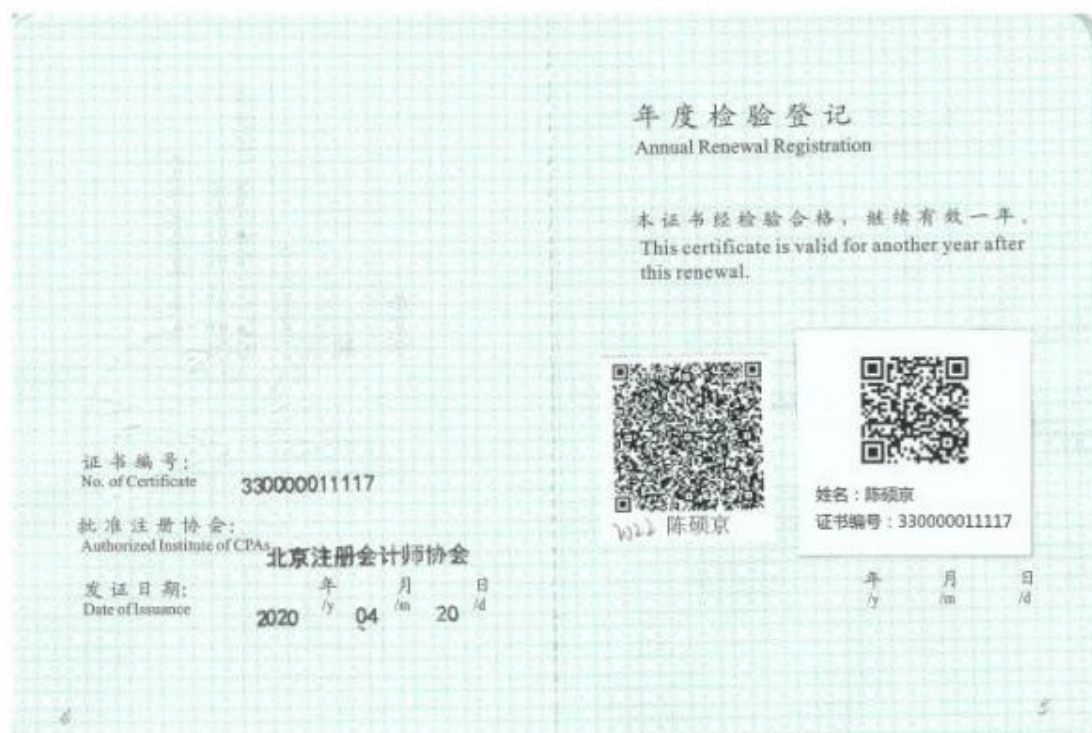 证书编号:
No. of Certificate 330000011117
批准注册协会:
Authorized Institute of CPAs 北京注册会计师协会
发证日期:
Date of Issuance 2020 年/y 04 月/m 20 日/d
6
年度检验登记
Annual Renewal Registration
本证书经检验合格，继续有效一年。
This certificate is valid for another year after
this renewal.
2022 陈硕京
姓名：陈硕京
证书编号：330000011117
年 月 日
/y /m /d
5